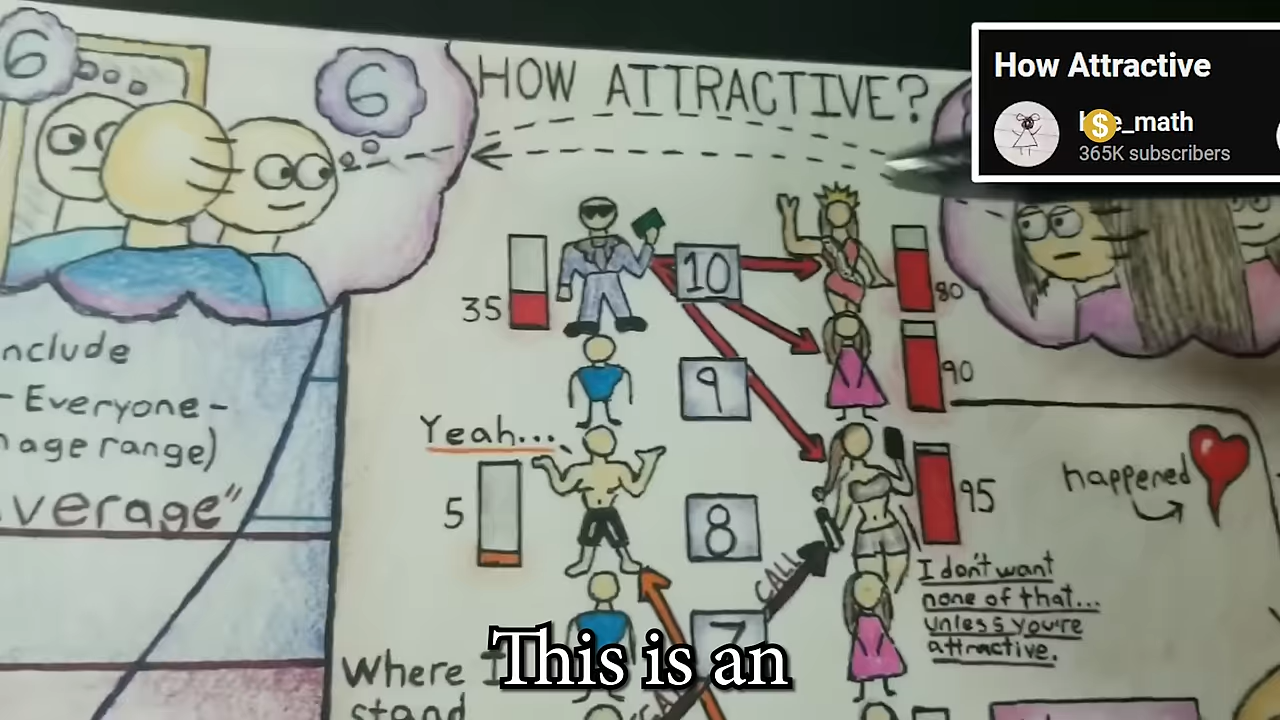 6
6
HOW ATTRACTIVE?
How Attractive
$
e_math
365K subscribers
10
35
80
nclude
9
90
- Everyone -
age range)
Yeah...
verage"
happened
5
95
8
CALL
I don't want
none of that...
unless you're
attractive.
7
This is an
Where I
stand